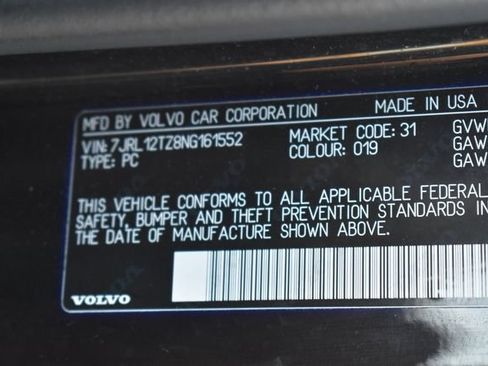 MFD BY VOLVO CAR CORPORATION MADE IN USA
VIN: 7JRL12TZ8NG161552 MARKET CODE: 31 GVW
TYPE: PC COLOUR: 019 GAW
GAW
THIS VEHICLE CONFORMS TO ALL APPLICABLE FEDERAL
SAFETY, BUMPER AND THEFT PREVENTION STANDARDS IN
THE DATE OF MANUFACTURE SHOWN ABOVE.
VOLVO